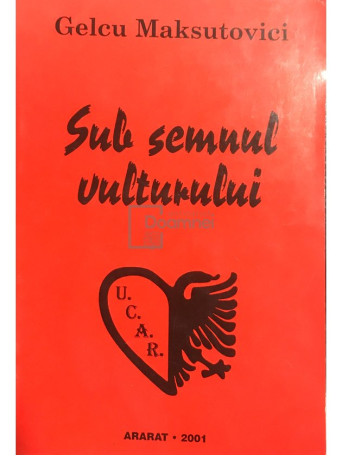 Gelcu Maksutovici
Sub semnul
vulturului
U.
C.
A.
R.
ARARAT • 2001